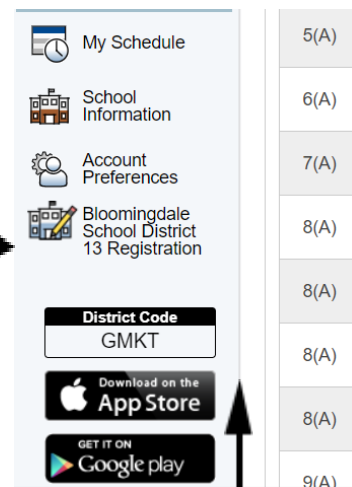 My Schedule
School
Information
Account
Preferences
Bloomingdale
School District
13 Registration
District Code
GMKT
Download on the
App Store
GET IT ON
Google play
5(A)
6(A)
7(A)
8(A)
8(A)
8(A)
8(A)
9(A)